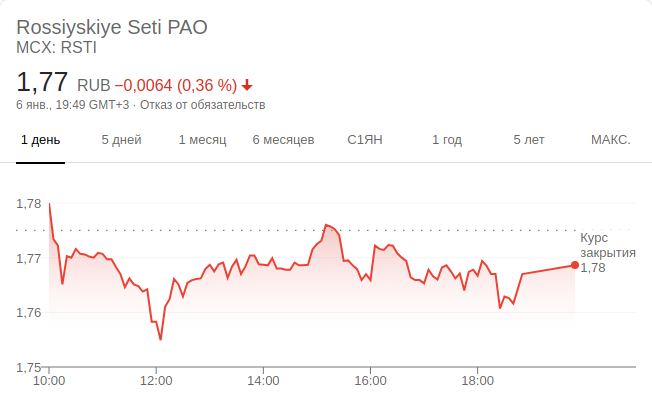 Rossiyskiye Seti PAO
MCX: RSTI
1,77 RUB −0,0064 (0,36 %)
6 янв., 19:49 GMT+3 · Отказ от обязательств
1 день 5 дней 1 месяц 6 месяцев С1ЯН 1 год 5 лет МАКС.
1,78
Курс
закрытия
1,77
1,78
1,76
1,75
10:00 12:00 14:00 16:00 18:00